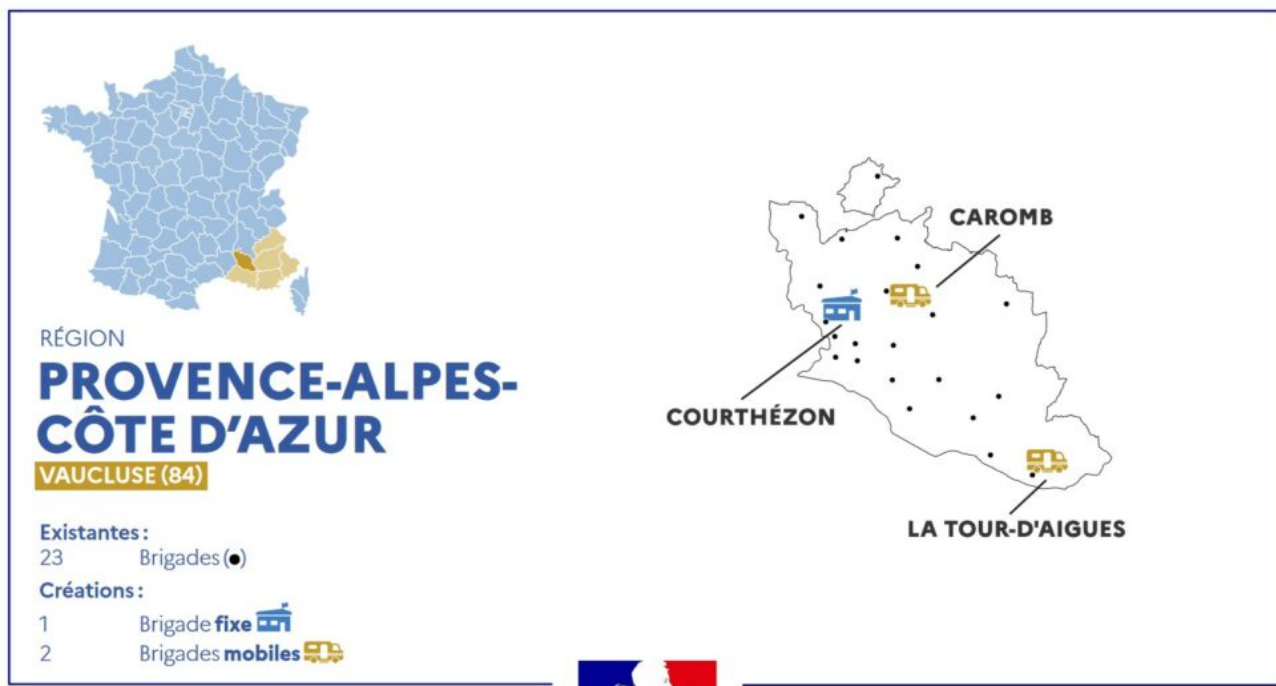 RÉGION
PROVENCE-ALPES-
CÔTE D'AZUR
VAUCLUSE (84)
Existantes :
23 Brigades (●)
Créations :
1 Brigade fixe
2 Brigades mobiles
CAROMB
COURTHÉZON
LA TOUR-D'AIGUES